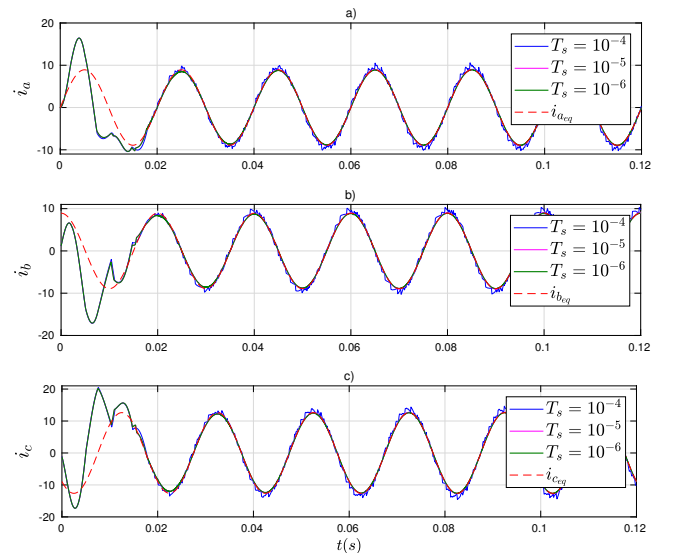 a)
20
10
0
-10
i_a
T_s = 10^{-4}
T_s = 10^{-5}
T_s = 10^{-6}
i_{a_{eq}}
0 0.02 0.04 0.06 0.08 0.1 0.12
b)
10
0
-10
-20
i_b
T_s = 10^{-4}
T_s = 10^{-5}
T_s = 10^{-6}
i_{b_{eq}}
0 0.02 0.04 0.06 0.08 0.1 0.12
c)
20
10
0
-10
-20
i_c
T_s = 10^{-4}
T_s = 10^{-5}
T_s = 10^{-6}
i_{c_{eq}}
0 0.02 0.04 0.06 0.08 0.1 0.12
t(s)